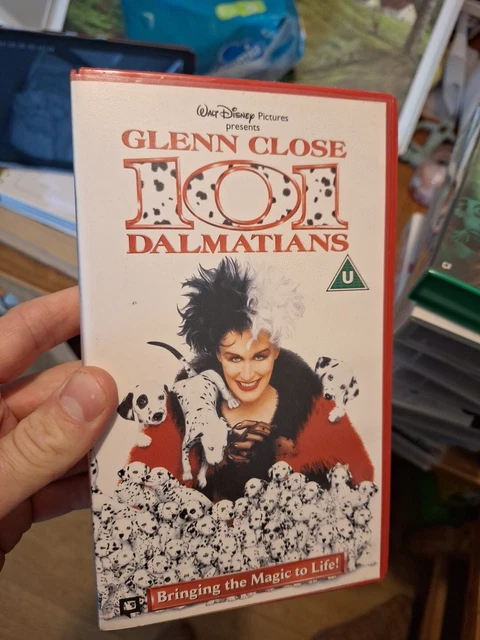 Walt Disney Pictures
presents
GLENN CLOSE
101
DALMATIANS
U
Bringing the Magic to Life!